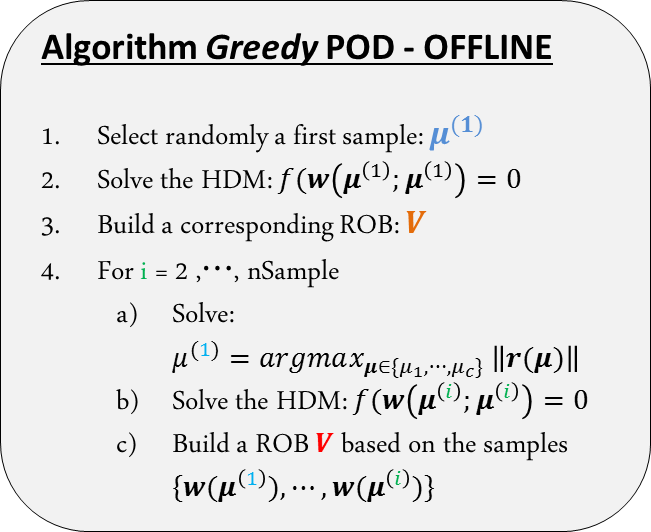 Algorithm Greedy POD - OFFLINE
1. Select randomly a first sample: μ⁽¹⁾
2. Solve the HDM: f(w(μ⁽¹⁾; μ⁽¹⁾) = 0
3. Build a corresponding ROB: V
4. For i = 2 ,⋯, nSample
a) Solve:
μ⁽¹⁾ = argmax_{μ∈{μ₁,⋯,μ_c}} ‖r(μ)‖
b) Solve the HDM: f(w(μ⁽ⁱ⁾; μ⁽ⁱ⁾) = 0
c) Build a ROB V based on the samples
{w(μ⁽¹⁾), ⋯ , w(μ⁽ⁱ⁾)}